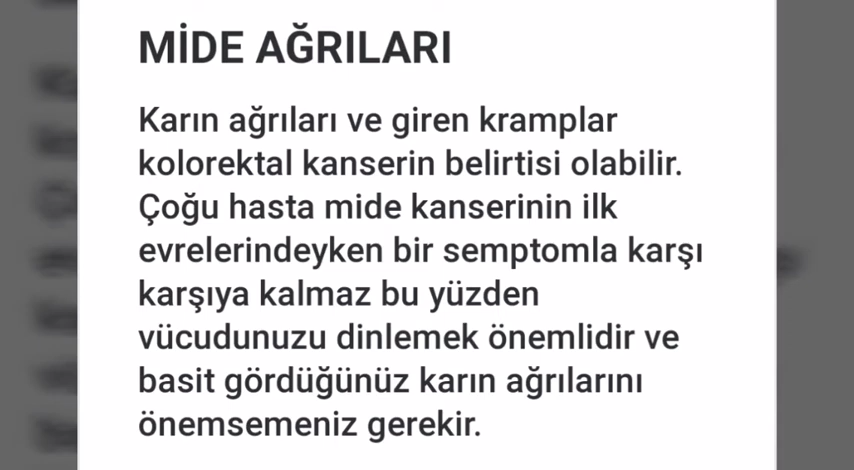 MİDE AĞRILARI
Karın ağrıları ve giren kramplar
kolorektal kanserin belirtisi olabilir.
Çoğu hasta mide kanserinin ilk
evrelerindeyken bir semptomla karşı
karşıya kalmaz bu yüzden
vücudunuzu dinlemek önemlidir ve
basit gördüğünüz karın ağrılarını
önemsemeniz gerekir.